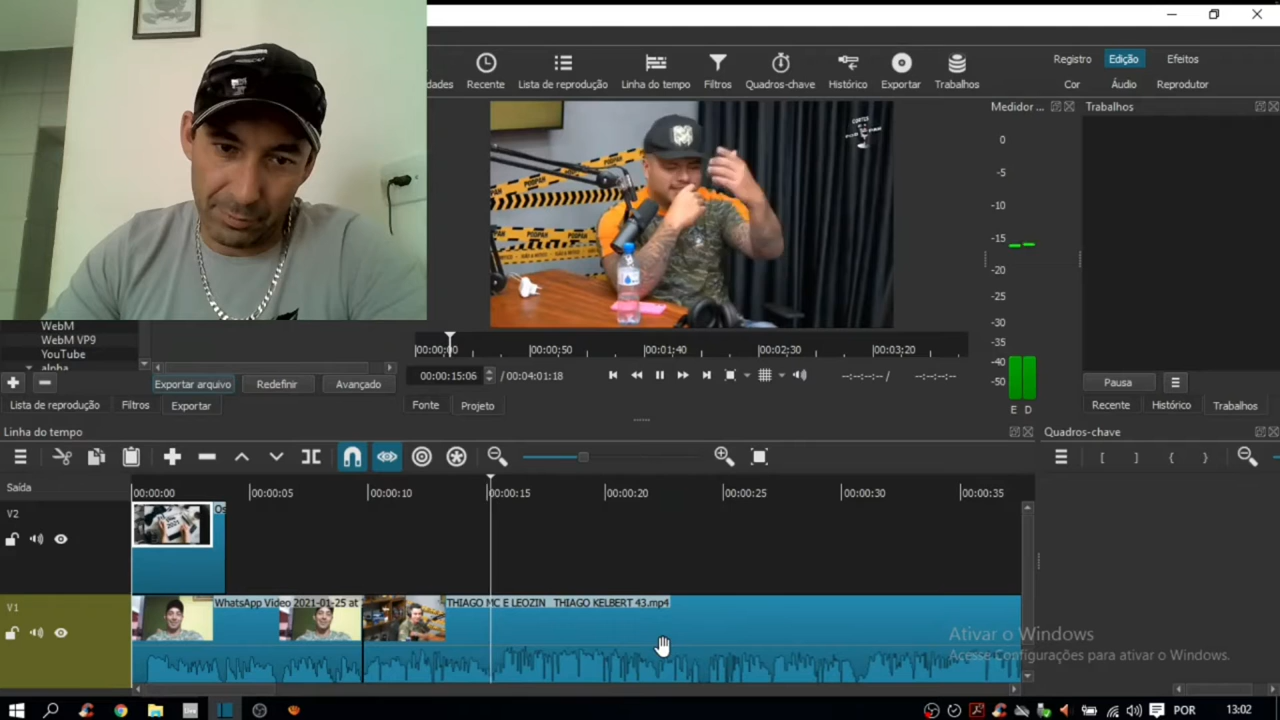 dades
Recente
Lista de reprodução
Linha do tempo
Filtros
Quadros-chave
Histórico
Exportar
Trabalhos
Registro
Edição
Efeitos
Cor
Áudio
Reprodutor
Medidor ...
Trabalhos
CORTES
0
-5
-10
-15
-20
-25
-30
-35
-40
-50
E D
WebM
WebM VP9
YouTube
alpha
Exportar arquivo
Redefinir
Avançado
Lista de reprodução
Filtros
Exportar
00:00:00
00:00:50
00:01:40
00:02:30
00:03:20
00:00:15:06
/ 00:04:01:18
--:--:--:-- /
--:--:--:--
Fonte
Projeto
Pausa
Recente
Histórico
Trabalhos
Linha do tempo
Quadros-chave
Saída
00:00:00
00:00:05
00:00:10
00:00:15
00:00:20
00:00:25
00:00:30
00:00:35
V2
2021
V1
WhatsApp Video 2021-01-25 at
THIAGO MC E LEOZIN THIAGO KELBERT 43.mp4
Ativar o Windows
Acesse Configurações para ativar o Windows.
POR
13:02